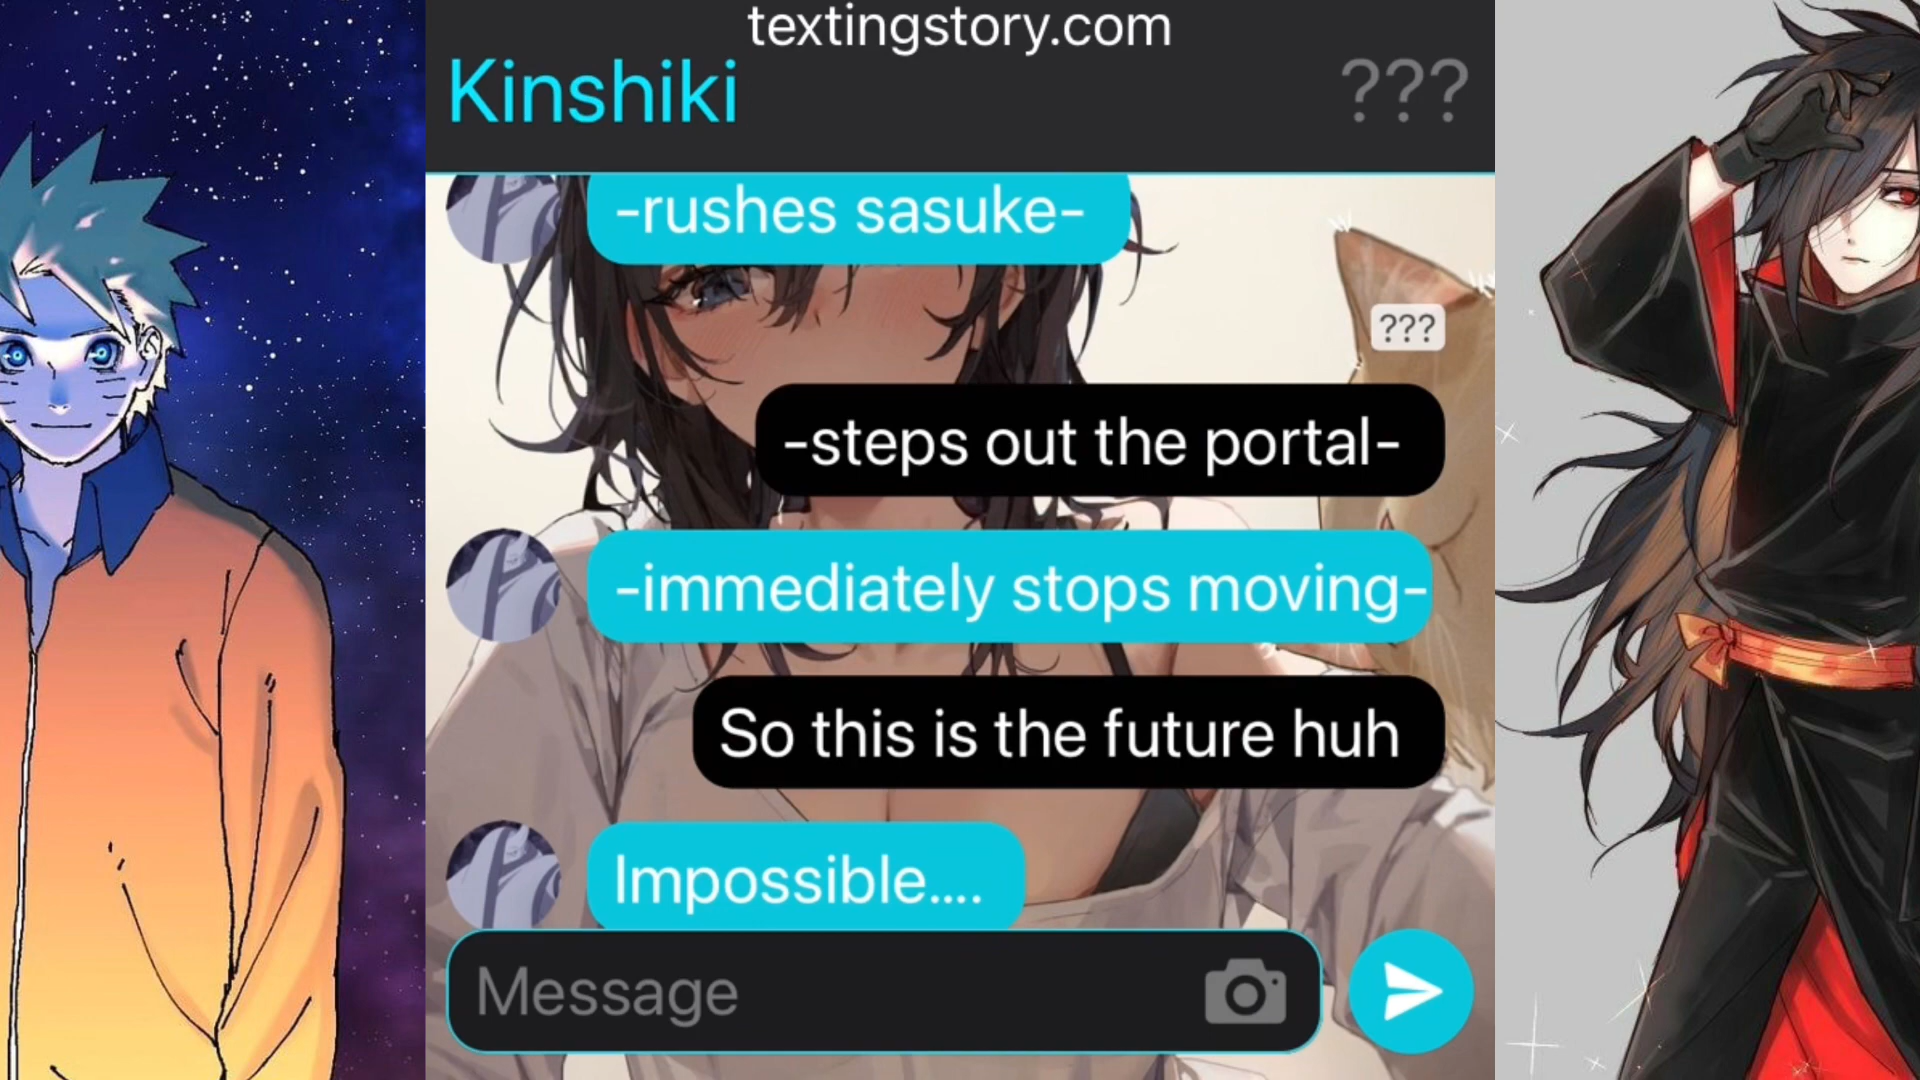 textingstory.com
Kinshiki
???
-rushes sasuke-
???
-steps out the portal-
-immediately stops moving-
So this is the future huh
Impossible....
Message